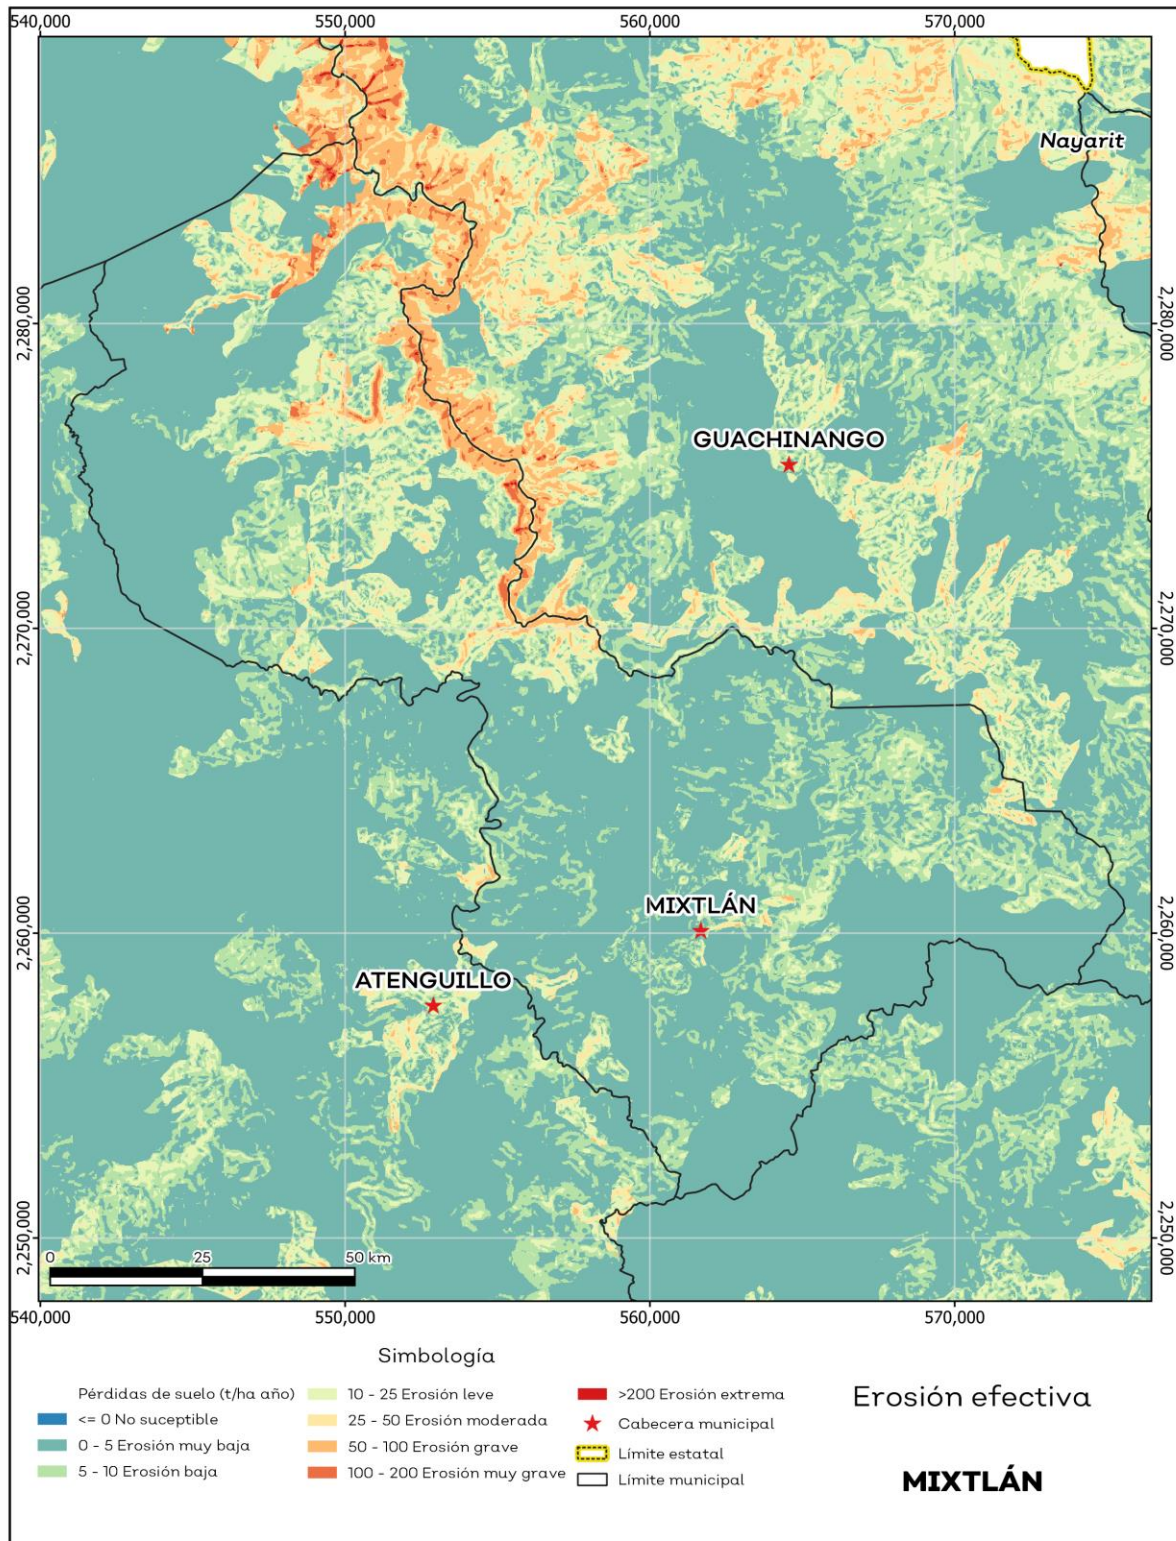 540,000 550,000 560,000 570,000
Nayarit
2,280,000 2,280,000
GUACHINANGO
2,270,000 2,270,000
MIXTLÁN
2,260,000 2,260,000
ATENGUILLO
2,250,000 2,250,000
0 25 50 km
540,000 550,000 560,000 570,000
Simbología
Pérdidas de suelo (t/ha año)
<= 0 No suceptible
0 - 5 Erosión muy baja
5 - 10 Erosión baja
10 - 25 Erosión leve
25 - 50 Erosión moderada
50 - 100 Erosión grave
100 - 200 Erosión muy grave
>200 Erosión extrema
Cabecera municipal
Límite estatal
Límite municipal
Erosión efectiva
MIXTLÁN